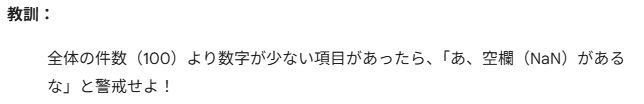 教訓：
全体の件数（100）より数字が少ない項目があったら、「あ、空欄（NaN）がある
な」と警戒せよ！